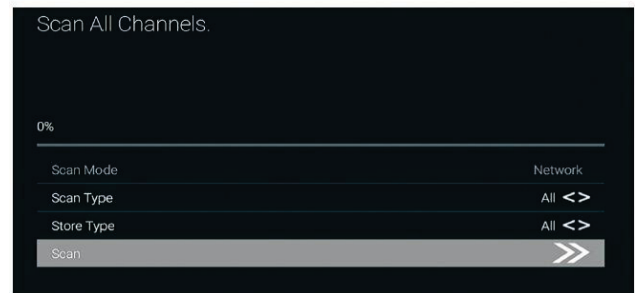 Scan All Channels.
0%
Scan Mode Network
Scan Type All <>
Store Type All <>
Scan